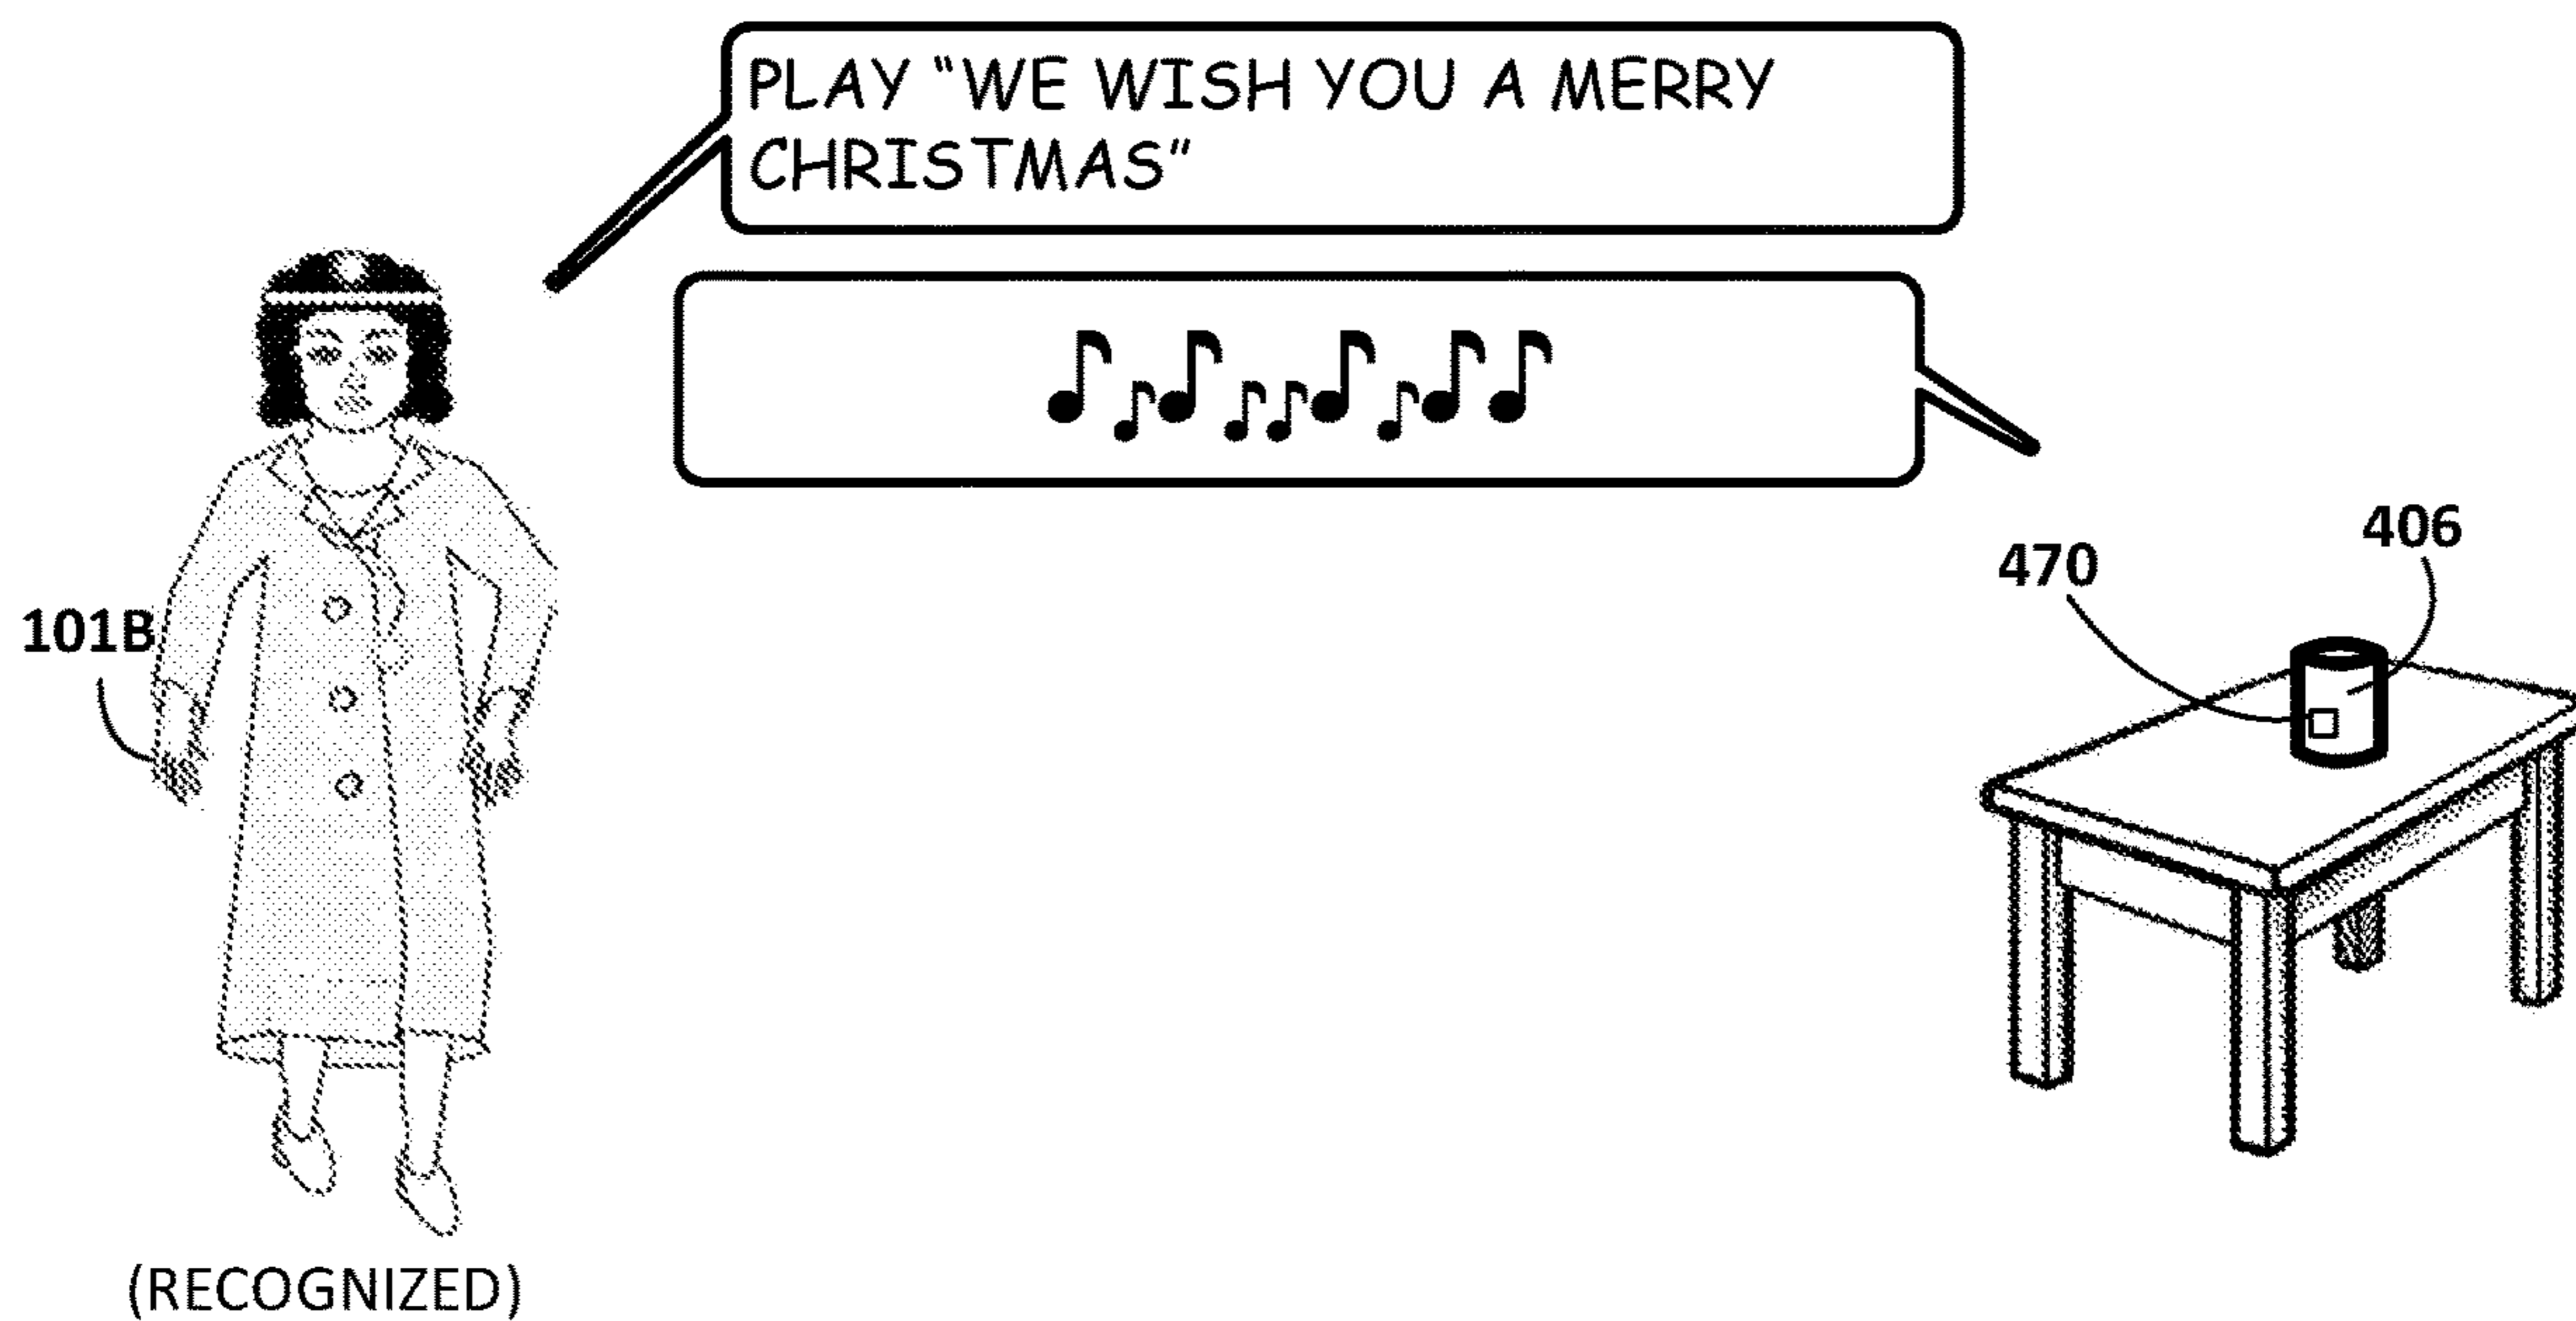 PLAY “WE WISH YOU A MERRY
CHRISTMAS”
406
470
101B
(RECOGNIZED)